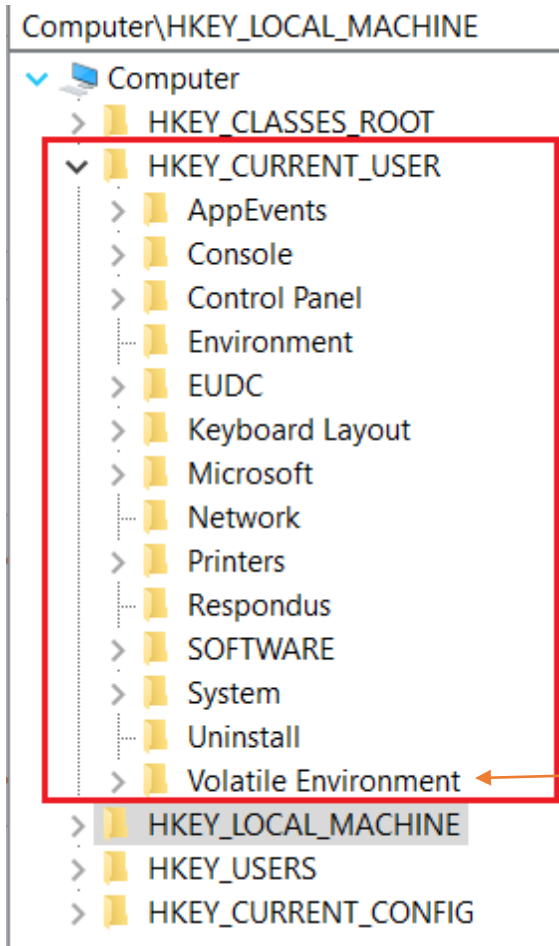 Computer\HKEY_LOCAL_MACHINE
Computer
HKEY_CLASSES_ROOT
HKEY_CURRENT_USER
AppEvents
Console
Control Panel
Environment
EUDC
Keyboard Layout
Microsoft
Network
Printers
Respondus
SOFTWARE
System
Uninstall
Volatile Environment
HKEY_LOCAL_MACHINE
HKEY_USERS
HKEY_CURRENT_CONFIG